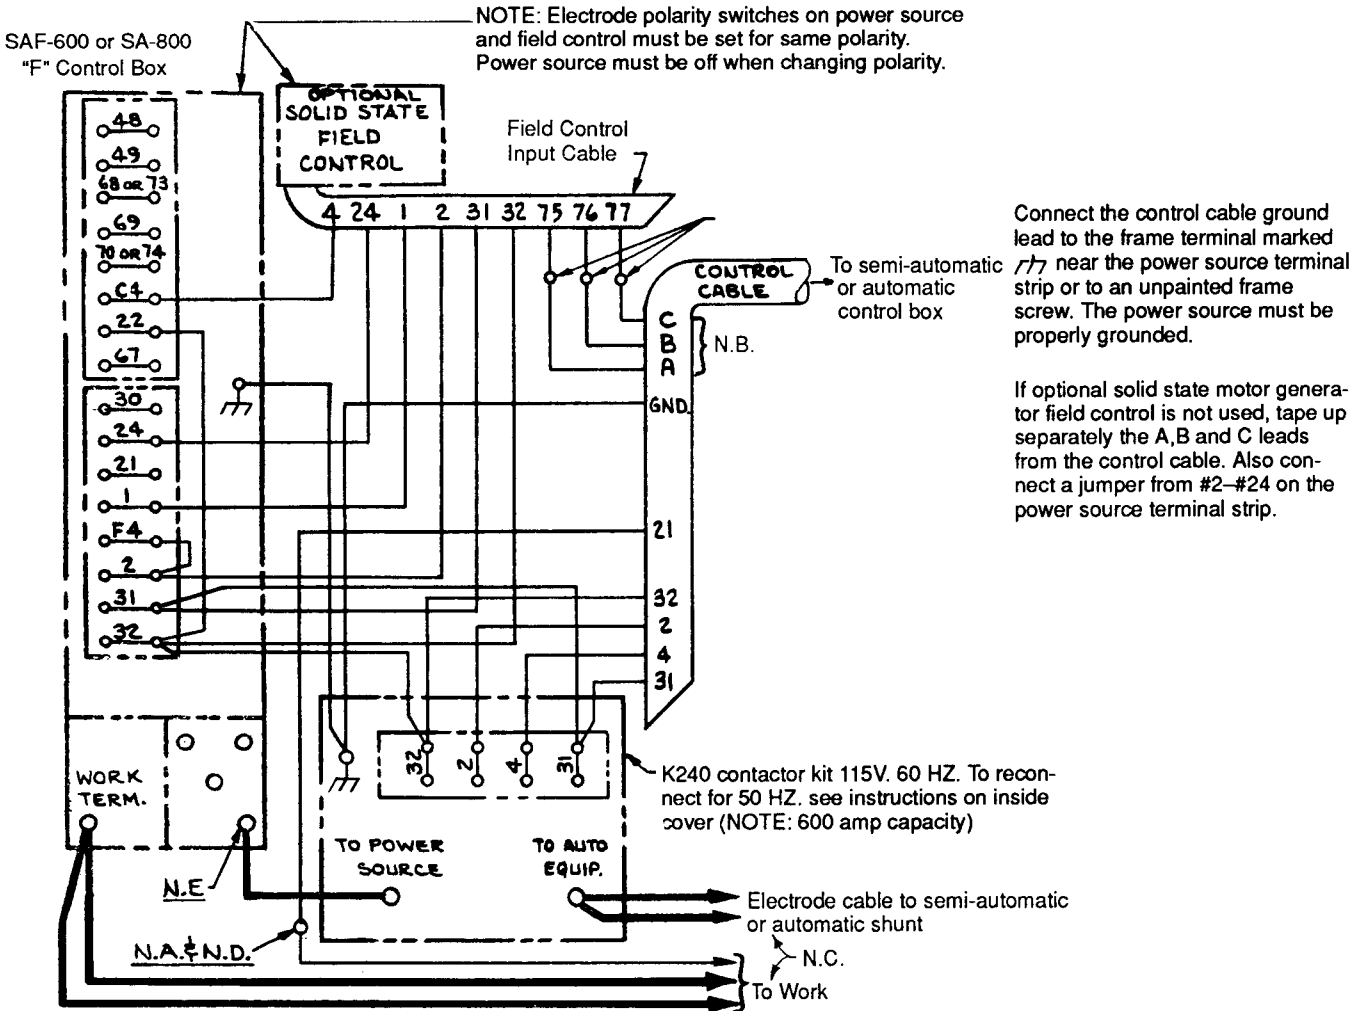 NOTE: Electrode polarity switches on power source
and field control must be set for same polarity.
Power source must be off when changing polarity.
SAF-600 or SA-800
"F" Control Box
OPTIONAL
SOLID STATE
FIELD
CONTROL
Field Control
Input Cable
4 24 1 2 31 32 75 76 77
48
49
68 OR 73
69
70 OR 74
C4
22
67
30
24
21
1
F4
2
31
32
CONTROL
CABLE
To semi-automatic
or automatic
control box
C
B
A
N.B.
GND.
21
32
2
4
31
Connect the control cable ground
lead to the frame terminal marked
near the power source terminal
strip or to an unpainted frame
screw. The power source must be
properly grounded.
If optional solid state motor genera-
tor field control is not used, tape up
separately the A,B and C leads
from the control cable. Also con-
nect a jumper from #2–#24 on the
power source terminal strip.
32 2 4 31
K240 contactor kit 115V. 60 HZ. To recon-
nect for 50 HZ. see instructions on inside
cover (NOTE: 600 amp capacity)
WORK
TERM.
TO POWER
SOURCE
TO AUTO
EQUIP.
N.E
N.A. & N.D.
Electrode cable to semi-automatic
or automatic shunt
N.C.
To Work